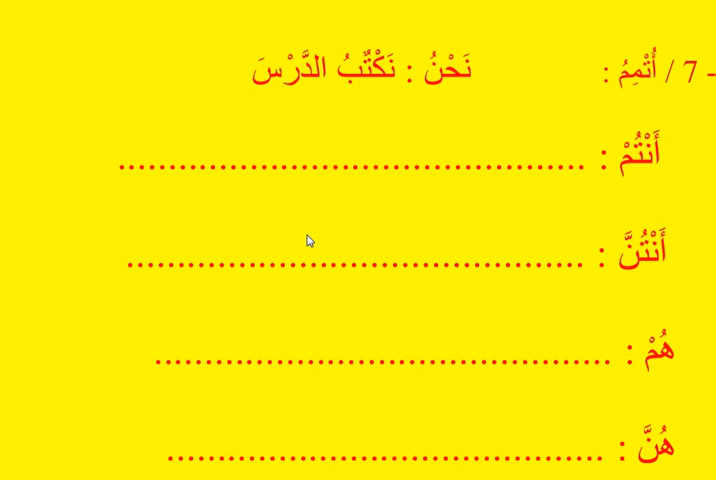 - 7 / أُتْمِمُ : نَحْنُ : نَكْتُبُ الدَّرْسَ
أَنْتُمْ : ..............................................
أَنْتُنَّ : .............................................
هُمْ : .............................................
هُنَّ : ...........................................